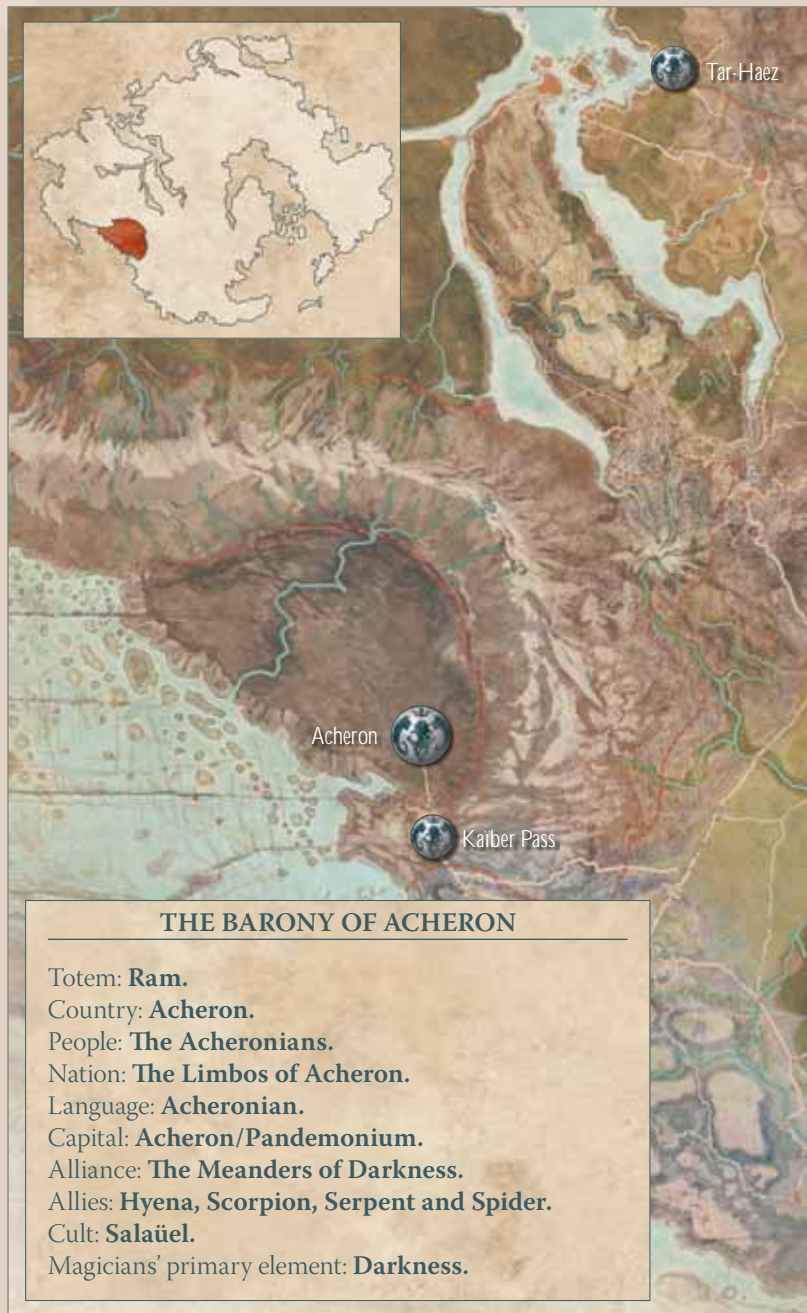 Tar-Haez
Acheron
Kaïber Pass
THE BARONY OF ACHERON
Totem: Ram.
Country: Acheron.
People: The Acheronians.
Nation: The Limbos of Acheron.
Language: Acheronian.
Capital: Acheron/Pandemonium.
Alliance: The Meanders of Darkness.
Allies: Hyena, Scorpion, Serpent and Spider.
Cult: Salaüel.
Magicians’ primary element: Darkness.